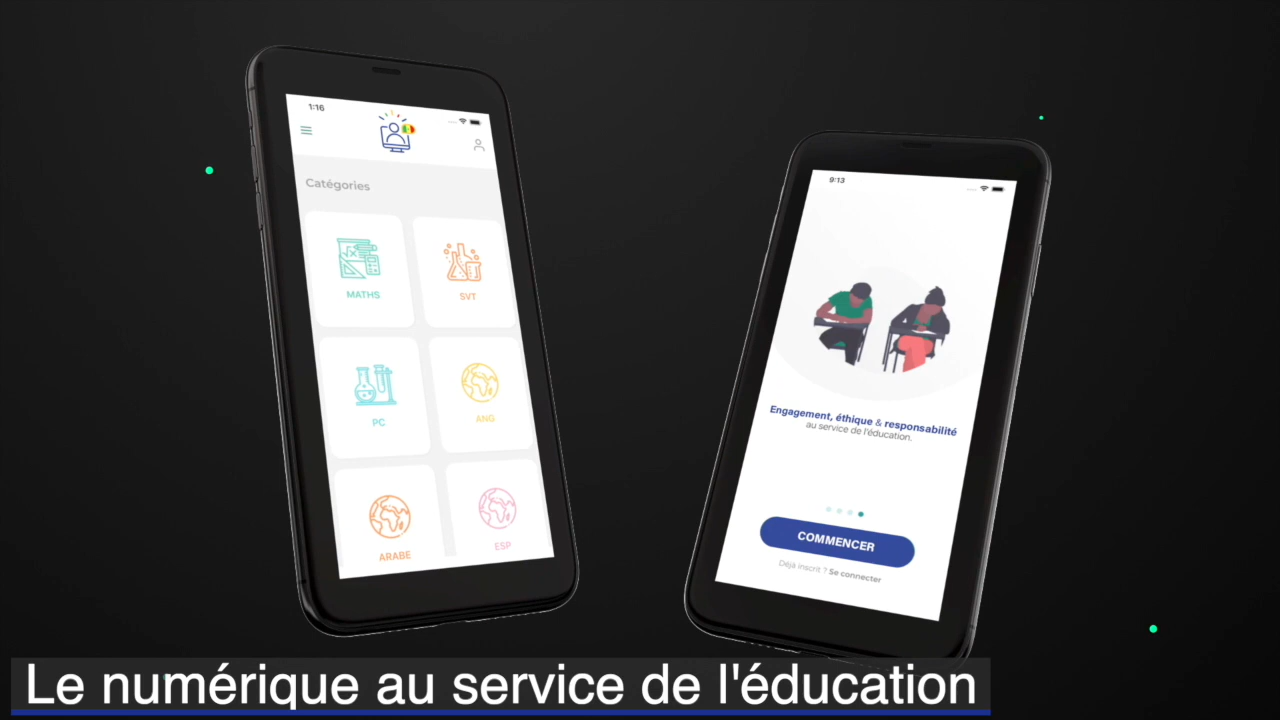 1:16
Catégories
MATHS
SVT
PC
ANG
ARABE
ESP
9:13
Engagement, éthique & responsabilité
au service de l'éducation.
COMMENCER
Déjà inscrit ? Se connecter
Le numérique au service de l'éducation